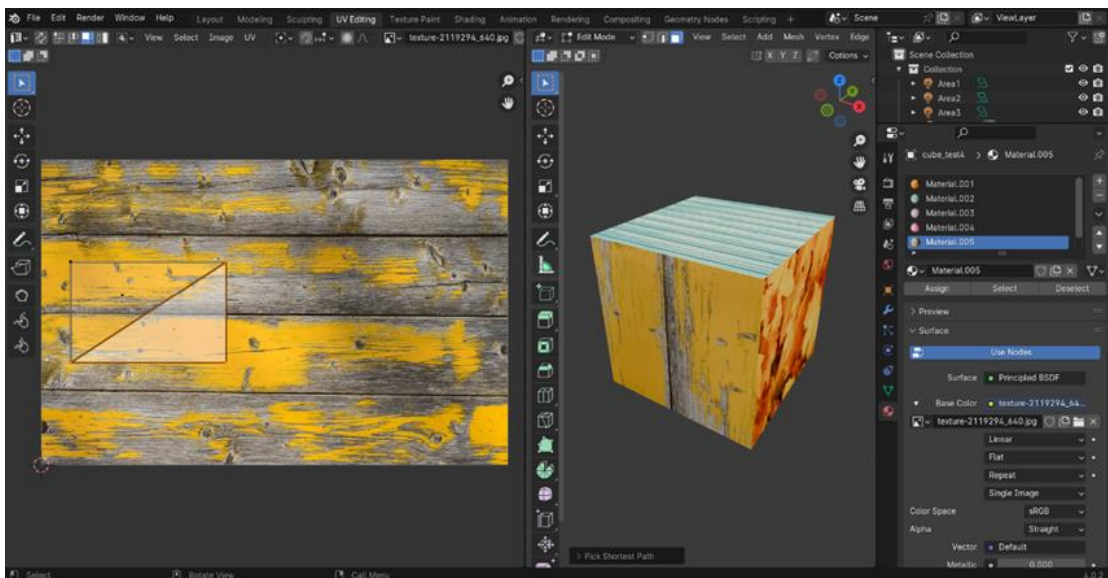 File Edit Render Window Help Layout Modeling Sculpting UV Editing Texture Paint Shading Animation Rendering Compositing Geometry Nodes Scripting + Scene ViewLayer
View Select Image UV texture-2119294_640.jpg Edit Mode View Select Add Mesh Vertex Edge
X Y Z Options
Scene Collection
Collection
Area1
Area2
Area3
cube_test4 > Material.005
Material.001
Material.002
Material.003
Material.004
Material.005
Material.005
Assign Select Deselect
> Preview
Surface
Use Nodes
Surface Principled BSDF
Base Color texture-2119294_64...
texture-2119294_640.jpg
Linear
Flat
Repeat
Single Image
Color Space sRGB
Alpha Straight
Vector Default
> Pick Shortest Path
Metallic 0.000
Select Rotate View Call Menu 4.0.2